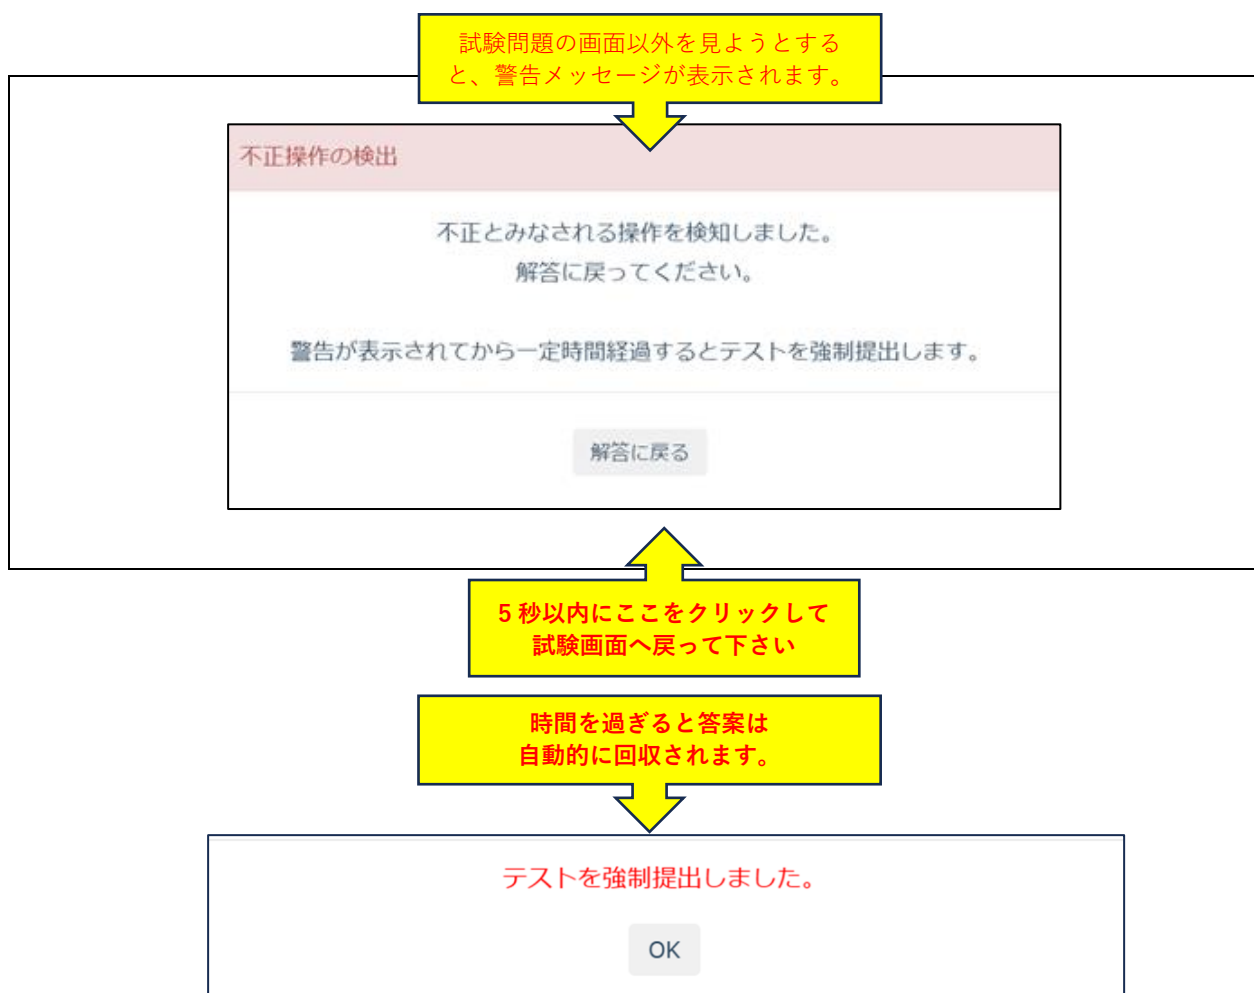 試験問題の画面以外を見ようとする
と、警告メッセージが表示されます。
不正操作の検出
不正とみなされる操作を検知しました。
解答に戻ってください。
警告が表示されてから一定時間経過するとテストを強制提出します。
解答に戻る
5 秒以内にここをクリックして
試験画面へ戻って下さい
時間を過ぎると答案は
自動的に回収されます。
テストを強制提出しました。
OK